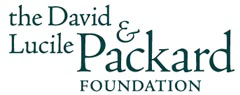 the David &
Lucile Packard
FOUNDATION